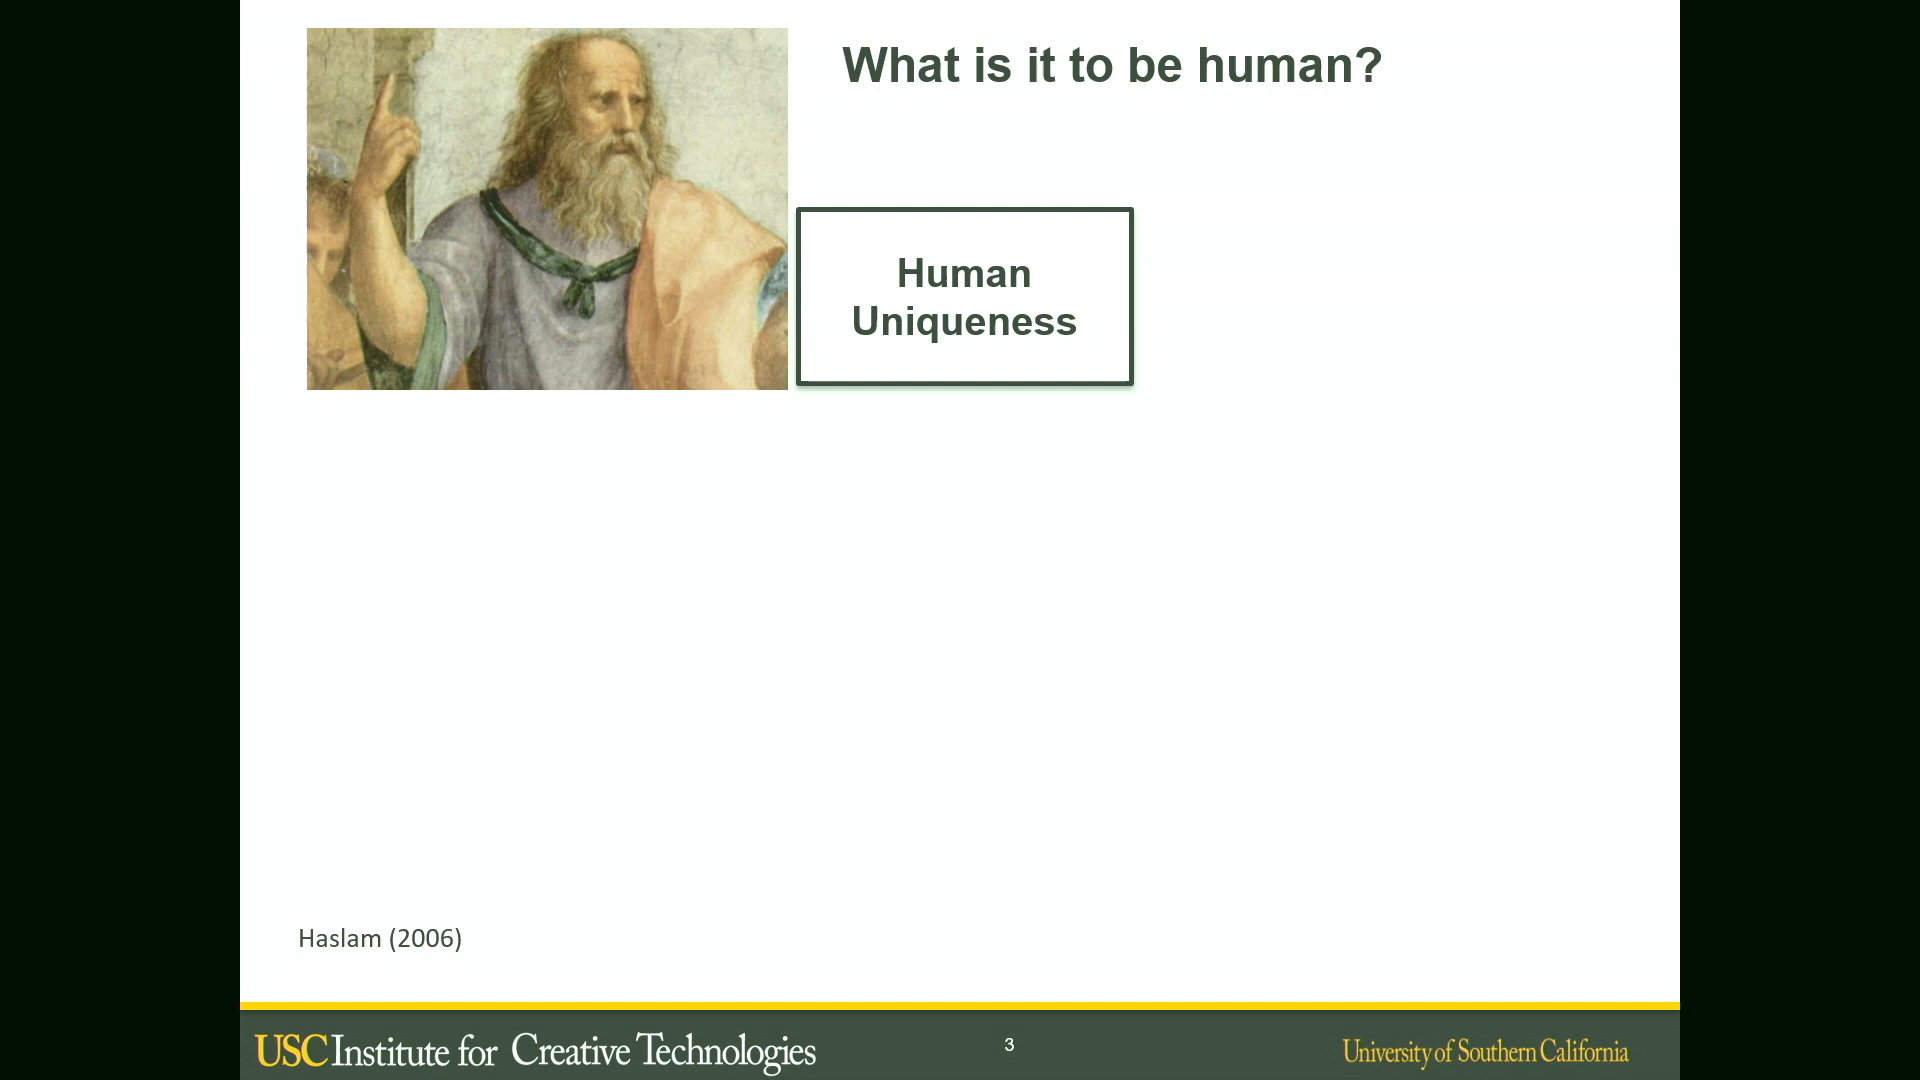 What is it to be human?
Human
Uniqueness
Haslam (2006)
USC Institute for Creative Technologies
3
University of Southern California